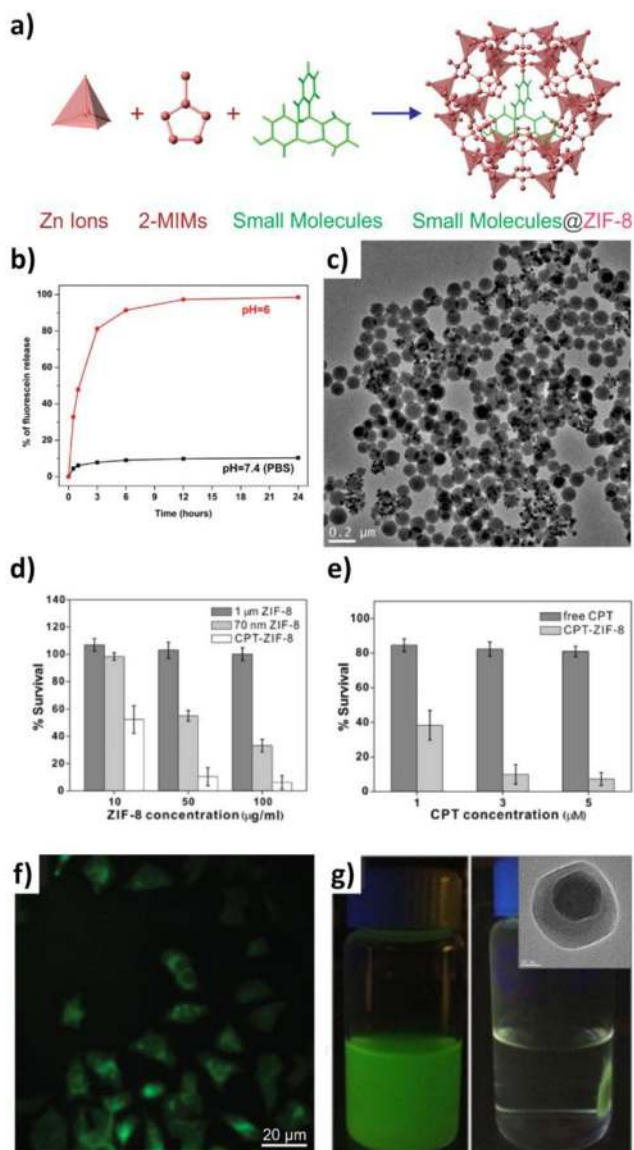 a)
Zn Ions 2-MIMs Small Molecules Small Molecules@ZIF-8
b)
% of fluorescein release
100
80
60
40
20
0
pH=6
pH=7.4 (PBS)
0 3 6 9 12 15 18 21 24
Time (hours)
c)
0.2 µm
d)
% Survival
140
120
100
80
60
40
20
0
1 µm ZIF-8
70 nm ZIF-8
CPT-ZIF-8
10 50 100
ZIF-8 concentration (µg/ml)
e)
% Survival
100
80
60
40
20
0
free CPT
CPT-ZIF-8
1 3 5
CPT concentration (µM)
f)
20 µm
g)